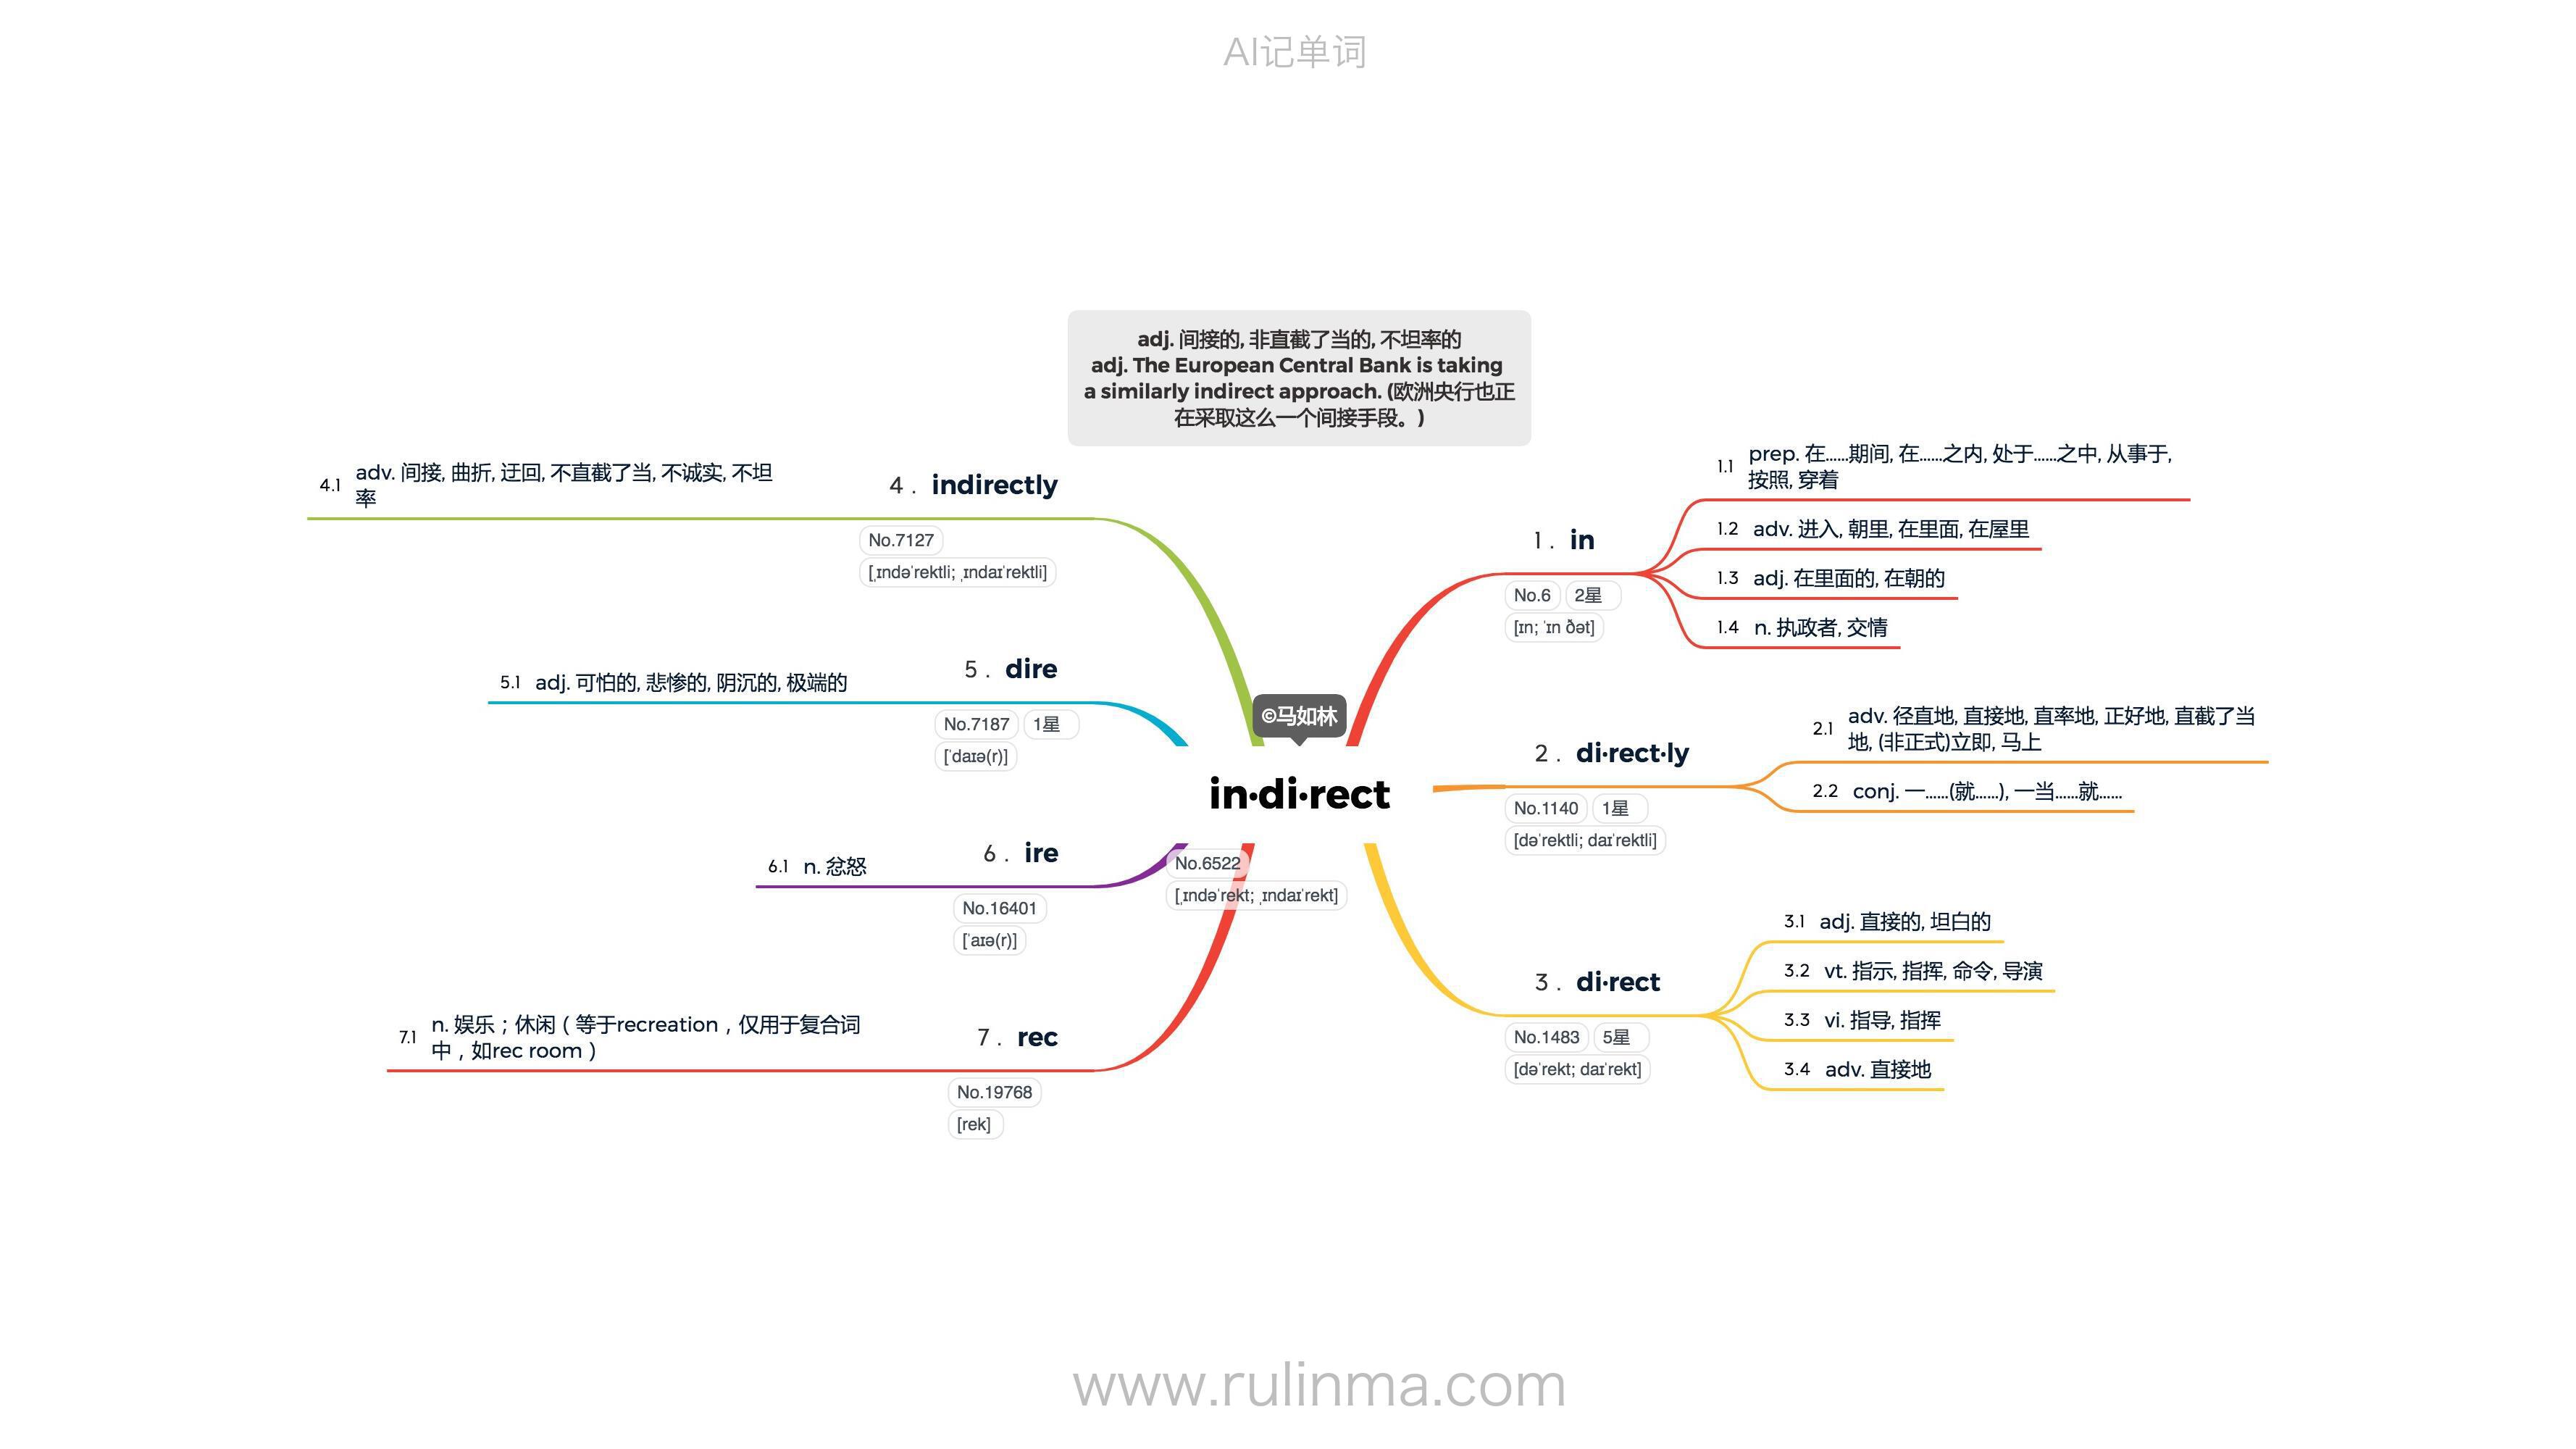 AI记单词
adj. 间接的, 非直截了当的, 不坦率的
adj. The European Central Bank is taking
a similarly indirect approach. (欧洲央行也正
在采取这么一个间接手段。)
©马如林
in·di·rect
No.6522
[ˌɪndəˈrekt; ˌɪndaɪˈrekt]
1 . in
No.6 2星
[ɪn; ˈɪn ðət]
1.1 prep. 在……期间, 在……之内, 处于……之中, 从事于,
按照, 穿着
1.2 adv. 进入, 朝里, 在里面, 在屋里
1.3 adj. 在里面的, 在朝的
1.4 n. 执政者, 交情
2 . di·rect·ly
No.1140 1星
[dəˈrektli; daɪˈrektli]
2.1 adv. 径直地, 直接地, 直率地, 正好地, 直截了当
地, (非正式)立即, 马上
2.2 conj. 一……(就……), 一当……就……
3 . di·rect
No.1483 5星
[dəˈrekt; daɪˈrekt]
3.1 adj. 直接的, 坦白的
3.2 vt. 指示, 指挥, 命令, 导演
3.3 vi. 指导, 指挥
3.4 adv. 直接地
4 . indirectly
No.7127
[ˌɪndəˈrektli; ˌɪndaɪˈrektli]
4.1 adv. 间接, 曲折, 迂回, 不直截了当, 不诚实, 不坦
率
5 . dire
No.7187 1星
[ˈdaɪə(r)]
5.1 adj. 可怕的, 悲惨的, 阴沉的, 极端的
6 . ire
No.16401
[ˈaɪə(r)]
6.1 n. 忿怒
7 . rec
No.19768
[rek]
7.1 n. 娱乐；休闲（等于recreation，仅用于复合词
中，如rec room）
www.rulinma.com